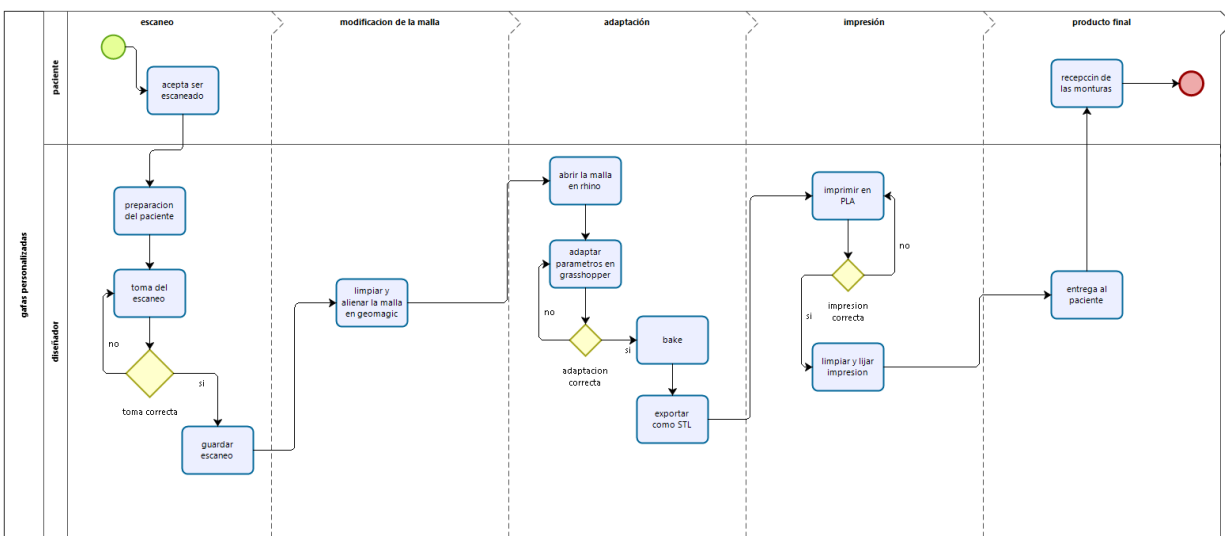 escaneo
modificacion de la malla
adaptación
impresión
producto final
gafas personalizadas
paciente
acepta ser
escaneado
recepccin de
las monturas
diseñador
preparacion
del paciente
toma del
escaneo
no
si
toma correcta
guardar
escaneo
limpiar y
alienar la malla
en geomagic
abrir la malla
en rhino
adaptar
parametros en
grasshopper
no
si
adaptacion
correcta
bake
exportar
como STL
imprimir en
PLA
no
si
impresion
correcta
limpiar y lijar
impresion
entrega al
paciente